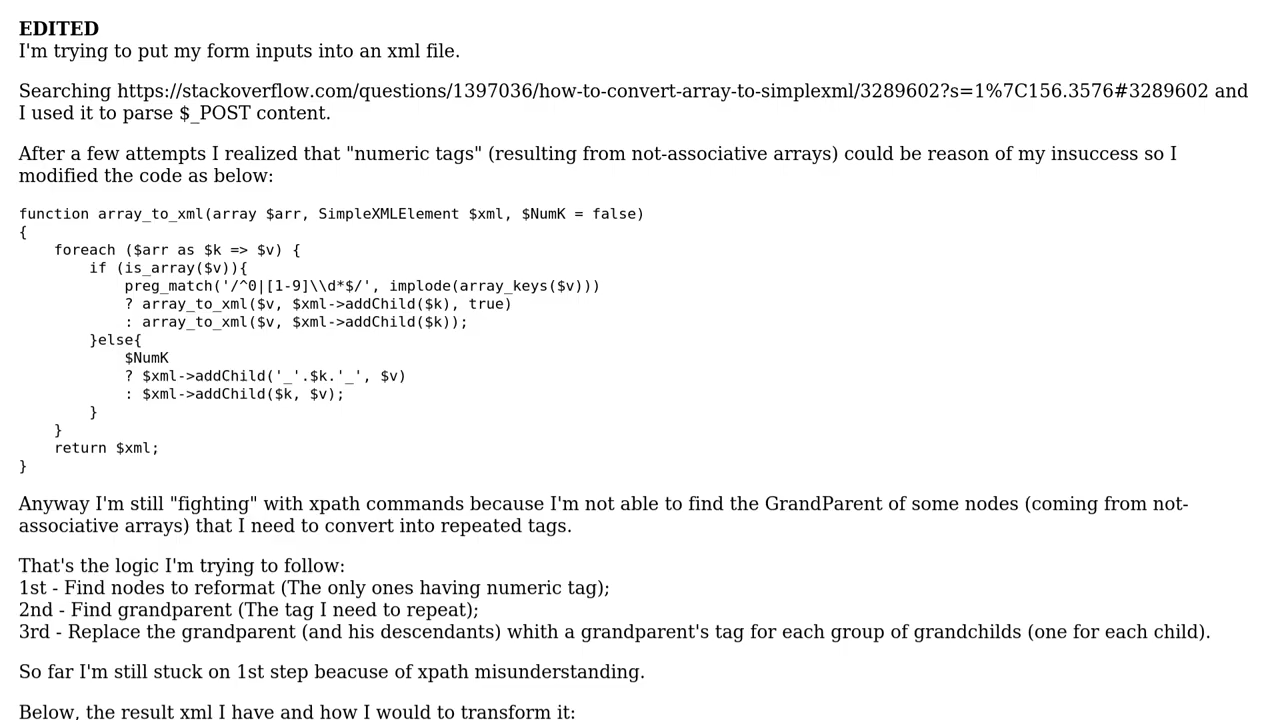 EDITED
I'm trying to put my form inputs into an xml file.
Searching https://stackoverflow.com/questions/1397036/how-to-convert-array-to-simplexml/3289602?s=1%7C156.3576#3289602 and
I used it to parse $_POST content.
After a few attempts I realized that "numeric tags" (resulting from not-associative arrays) could be reason of my insuccess so I
modified the code as below:
function array_to_xml(array $arr, SimpleXMLElement $xml, $NumK = false)
{
    foreach ($arr as $k => $v) {
        if (is_array($v)){
            preg_match('/^0|[1-9]\\d*$/', implode(array_keys($v)))
            ? array_to_xml($v, $xml->addChild($k), true)
            : array_to_xml($v, $xml->addChild($k));
        }else{
            $NumK
            ? $xml->addChild('_'.$k.'_', $v)
            : $xml->addChild($k, $v);
        }
    }
    return $xml;
}
Anyway I'm still "fighting" with xpath commands because I'm not able to find the GrandParent of some nodes (coming from not-
associative arrays) that I need to convert into repeated tags.
That's the logic I'm trying to follow:
1st - Find nodes to reformat (The only ones having numeric tag);
2nd - Find grandparent (The tag I need to repeat);
3rd - Replace the grandparent (and his descendants) whith a grandparent's tag for each group of grandchilds (one for each child).
So far I'm still stuck on 1st step beacuse of xpath misunderstanding.
Below, the result xml I have and how I would to transform it: